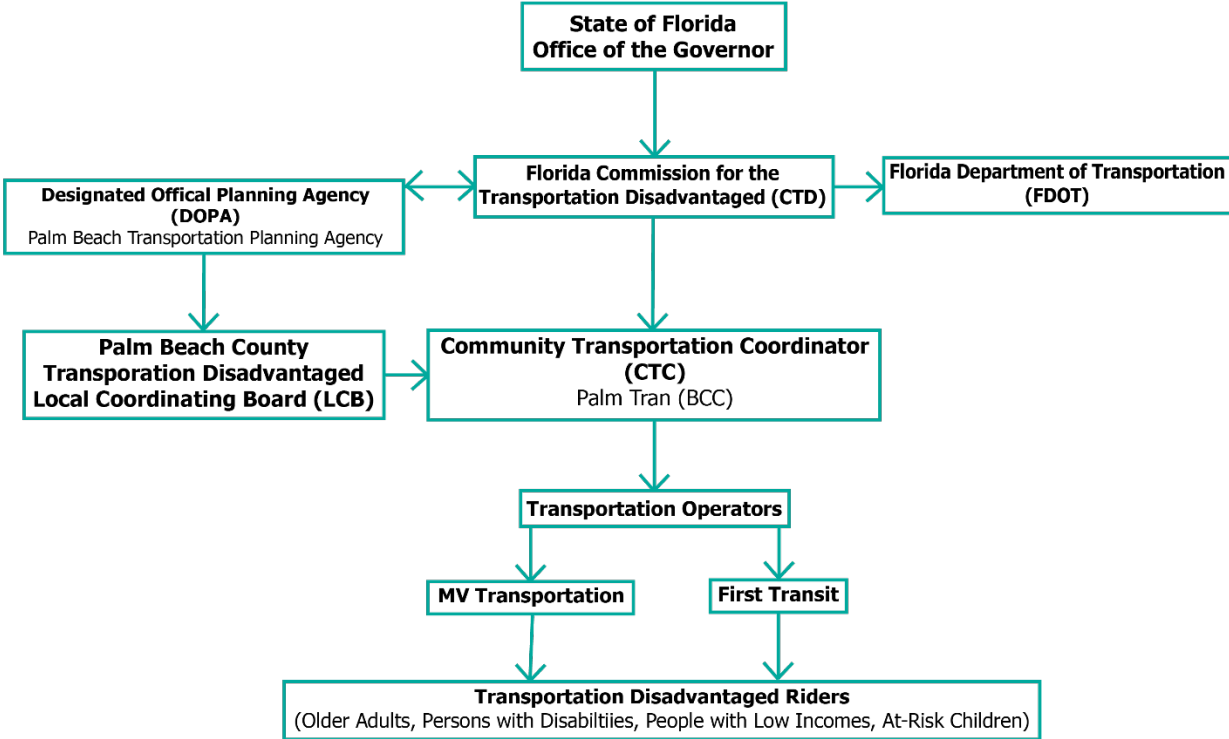 State of Florida
Office of the Governor
Florida Commission for the
Transportation Disadvantaged (CTD)
Florida Department of Transportation
(FDOT)
Designated Offical Planning Agency
(DOPA)
Palm Beach Transportation Planning Agency
Palm Beach County
Transporation Disadvantaged
Local Coordinating Board (LCB)
Community Transportation Coordinator
(CTC)
Palm Tran (BCC)
Transportation Operators
MV Transportation
First Transit
Transportation Disadvantaged Riders
(Older Adults, Persons with Disabiltiies, People with Low Incomes, At-Risk Children)